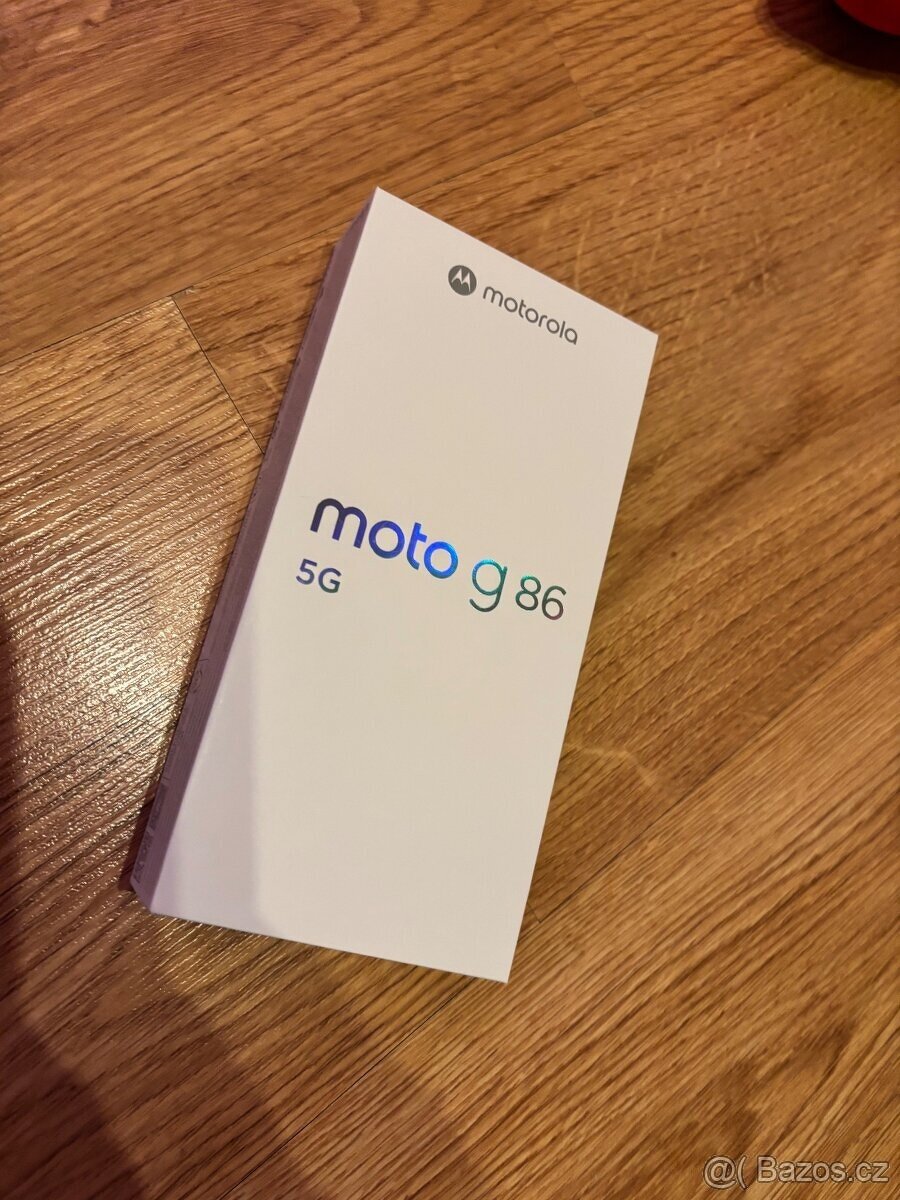 motorola
moto g 86
5G
@( Bazos.cz